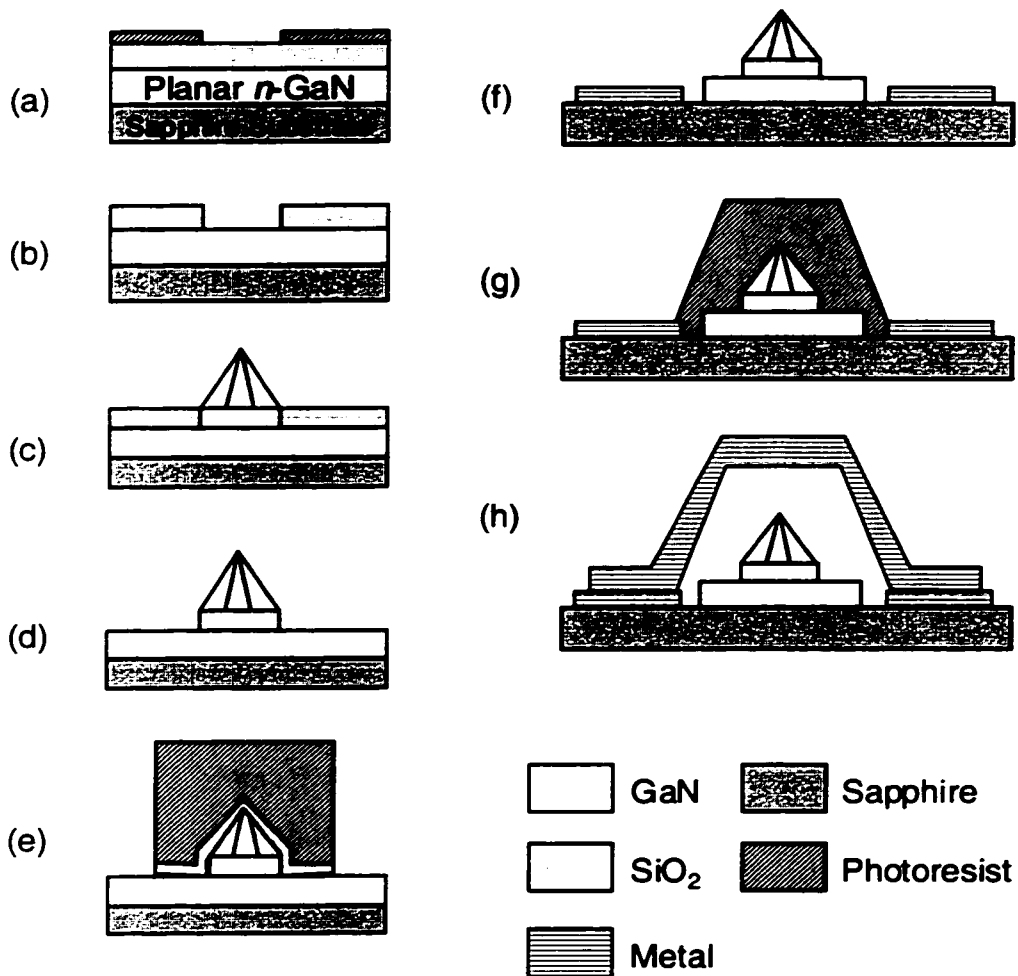 (a)
Planar n-GaN
Sapphire Substrate
(b)
(c)
(d)
(e)
(f)
(g)
(h)
GaN
Sapphire
SiO₂
Photoresist
Metal